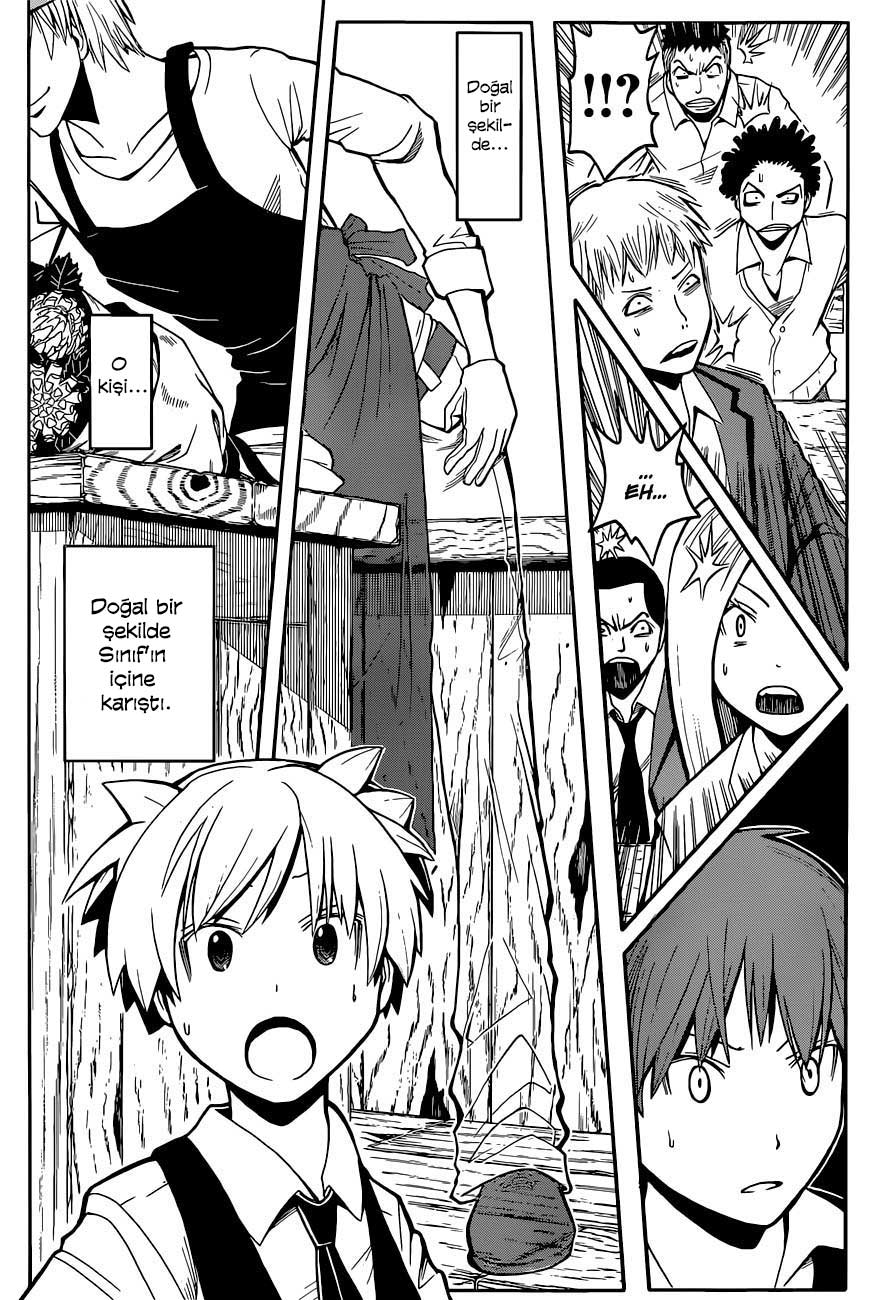 !!!?
...
EH...
Doğal
bir
şekil-
de...
O
kişi...
Doğal bir
şekilde
Sınıf'ın
içine
karıştı.